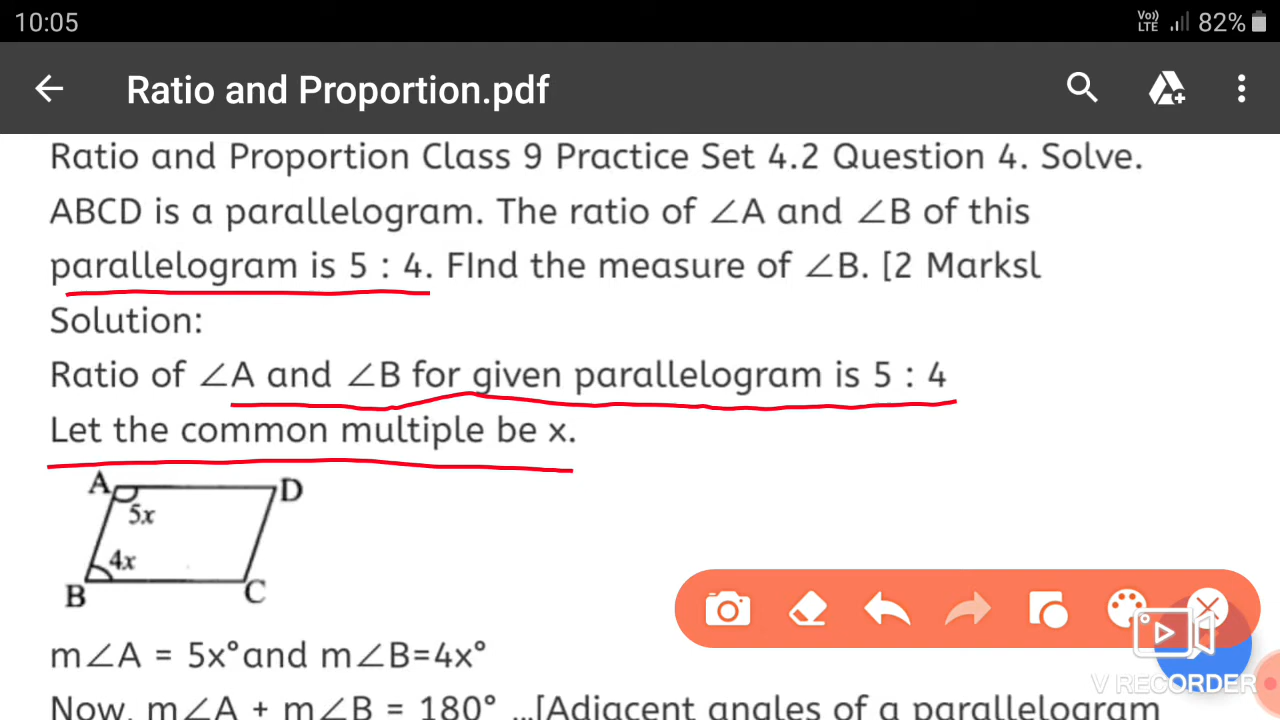 10:05
Vo)) LTE 82%
Ratio and Proportion.pdf
Ratio and Proportion Class 9 Practice Set 4.2 Question 4. Solve.
ABCD is a parallelogram. The ratio of ∠A and ∠B of this
parallelogram is 5 : 4. FInd the measure of ∠B. [2 Marksl
Solution:
Ratio of ∠A and ∠B for given parallelogram is 5 : 4
Let the common multiple be x.
A D
5x
4x
B C
m∠A = 5x°and m∠B=4x°
V RECORDER
Now, m∠A + m∠B = 180° …[Adjacent angles of a parallelogram